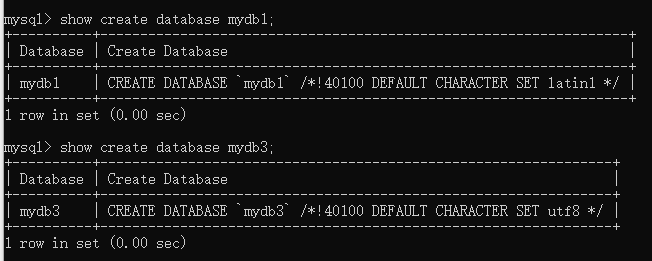 mysql> show create database mydb1;
+----------+----------------------------------------------------------------+
| Database | Create Database                                                |
+----------+----------------------------------------------------------------+
| mydb1    | CREATE DATABASE `mydb1` /*!40100 DEFAULT CHARACTER SET latin1 */ |
+----------+----------------------------------------------------------------+
1 row in set (0.00 sec)
mysql> show create database mydb3;
+----------+--------------------------------------------------------------+
| Database | Create Database                                              |
+----------+--------------------------------------------------------------+
| mydb3    | CREATE DATABASE `mydb3` /*!40100 DEFAULT CHARACTER SET utf8 */ |
+----------+--------------------------------------------------------------+
1 row in set (0.00 sec)